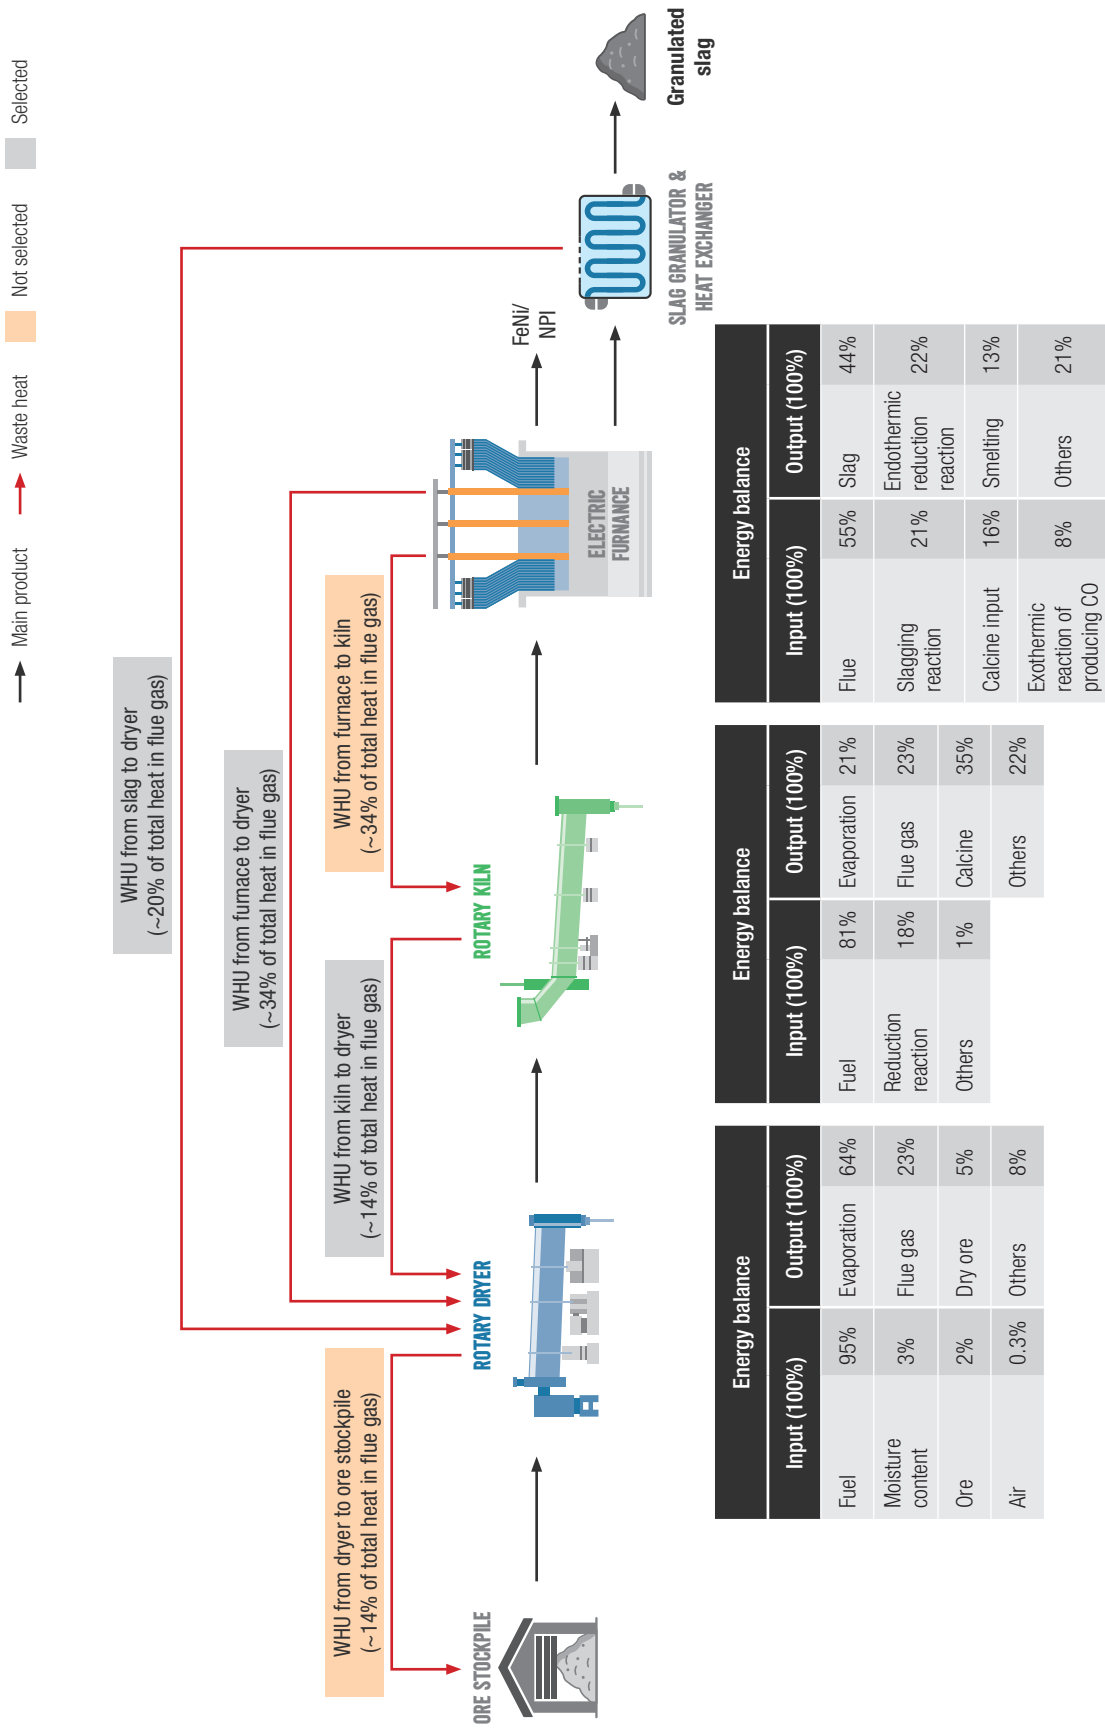 Main product
Waste heat
Not selected
Selected
WHU from slag to dryer
(~20% of total heat in flue gas)
WHU from furnace to dryer
(~34% of total heat in flue gas)
WHU from dryer to ore stockpile
(~14% of total heat in flue gas)
WHU from kiln to dryer
(~14% of total heat in flue gas)
WHU from furnace to kiln
(~34% of total heat in flue gas)
ORE STOCKPILE
ROTARY DRYER
ROTARY KILN
ELECTRIC
FURNANCE
FeNi/
NPI
SLAG GRANULATOR &
HEAT EXCHANGER
Granulated
slag
Energy balance
Input (100%) Output (100%)
Fuel 95% Evaporation 64%
Moisture
content 3% Flue gas 23%
Ore 2% Dry ore 5%
Air 0.3% Others 8%
Energy balance
Input (100%) Output (100%)
Fuel 81% Evaporation 21%
Reduction
reaction 18% Flue gas 23%
Others 1% Calcine 35%
Others 22%
Energy balance
Input (100%) Output (100%)
Flue 55% Slag 44%
Slagging
reaction 21% Endothermic
reduction
reaction 22%
Calcine input 16% Smelting 13%
Exothermic
reaction of
producing CO 8% Others 21%